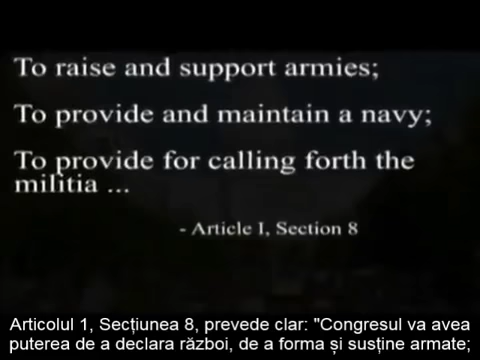 To raise and support armies;
To provide and maintain a navy;
To provide for calling forth the
militia ...
- Article I, Section 8
Articolul 1, Secțiunea 8, prevede clar: "Congresul va avea
puterea de a declara război, de a forma și susține armate;